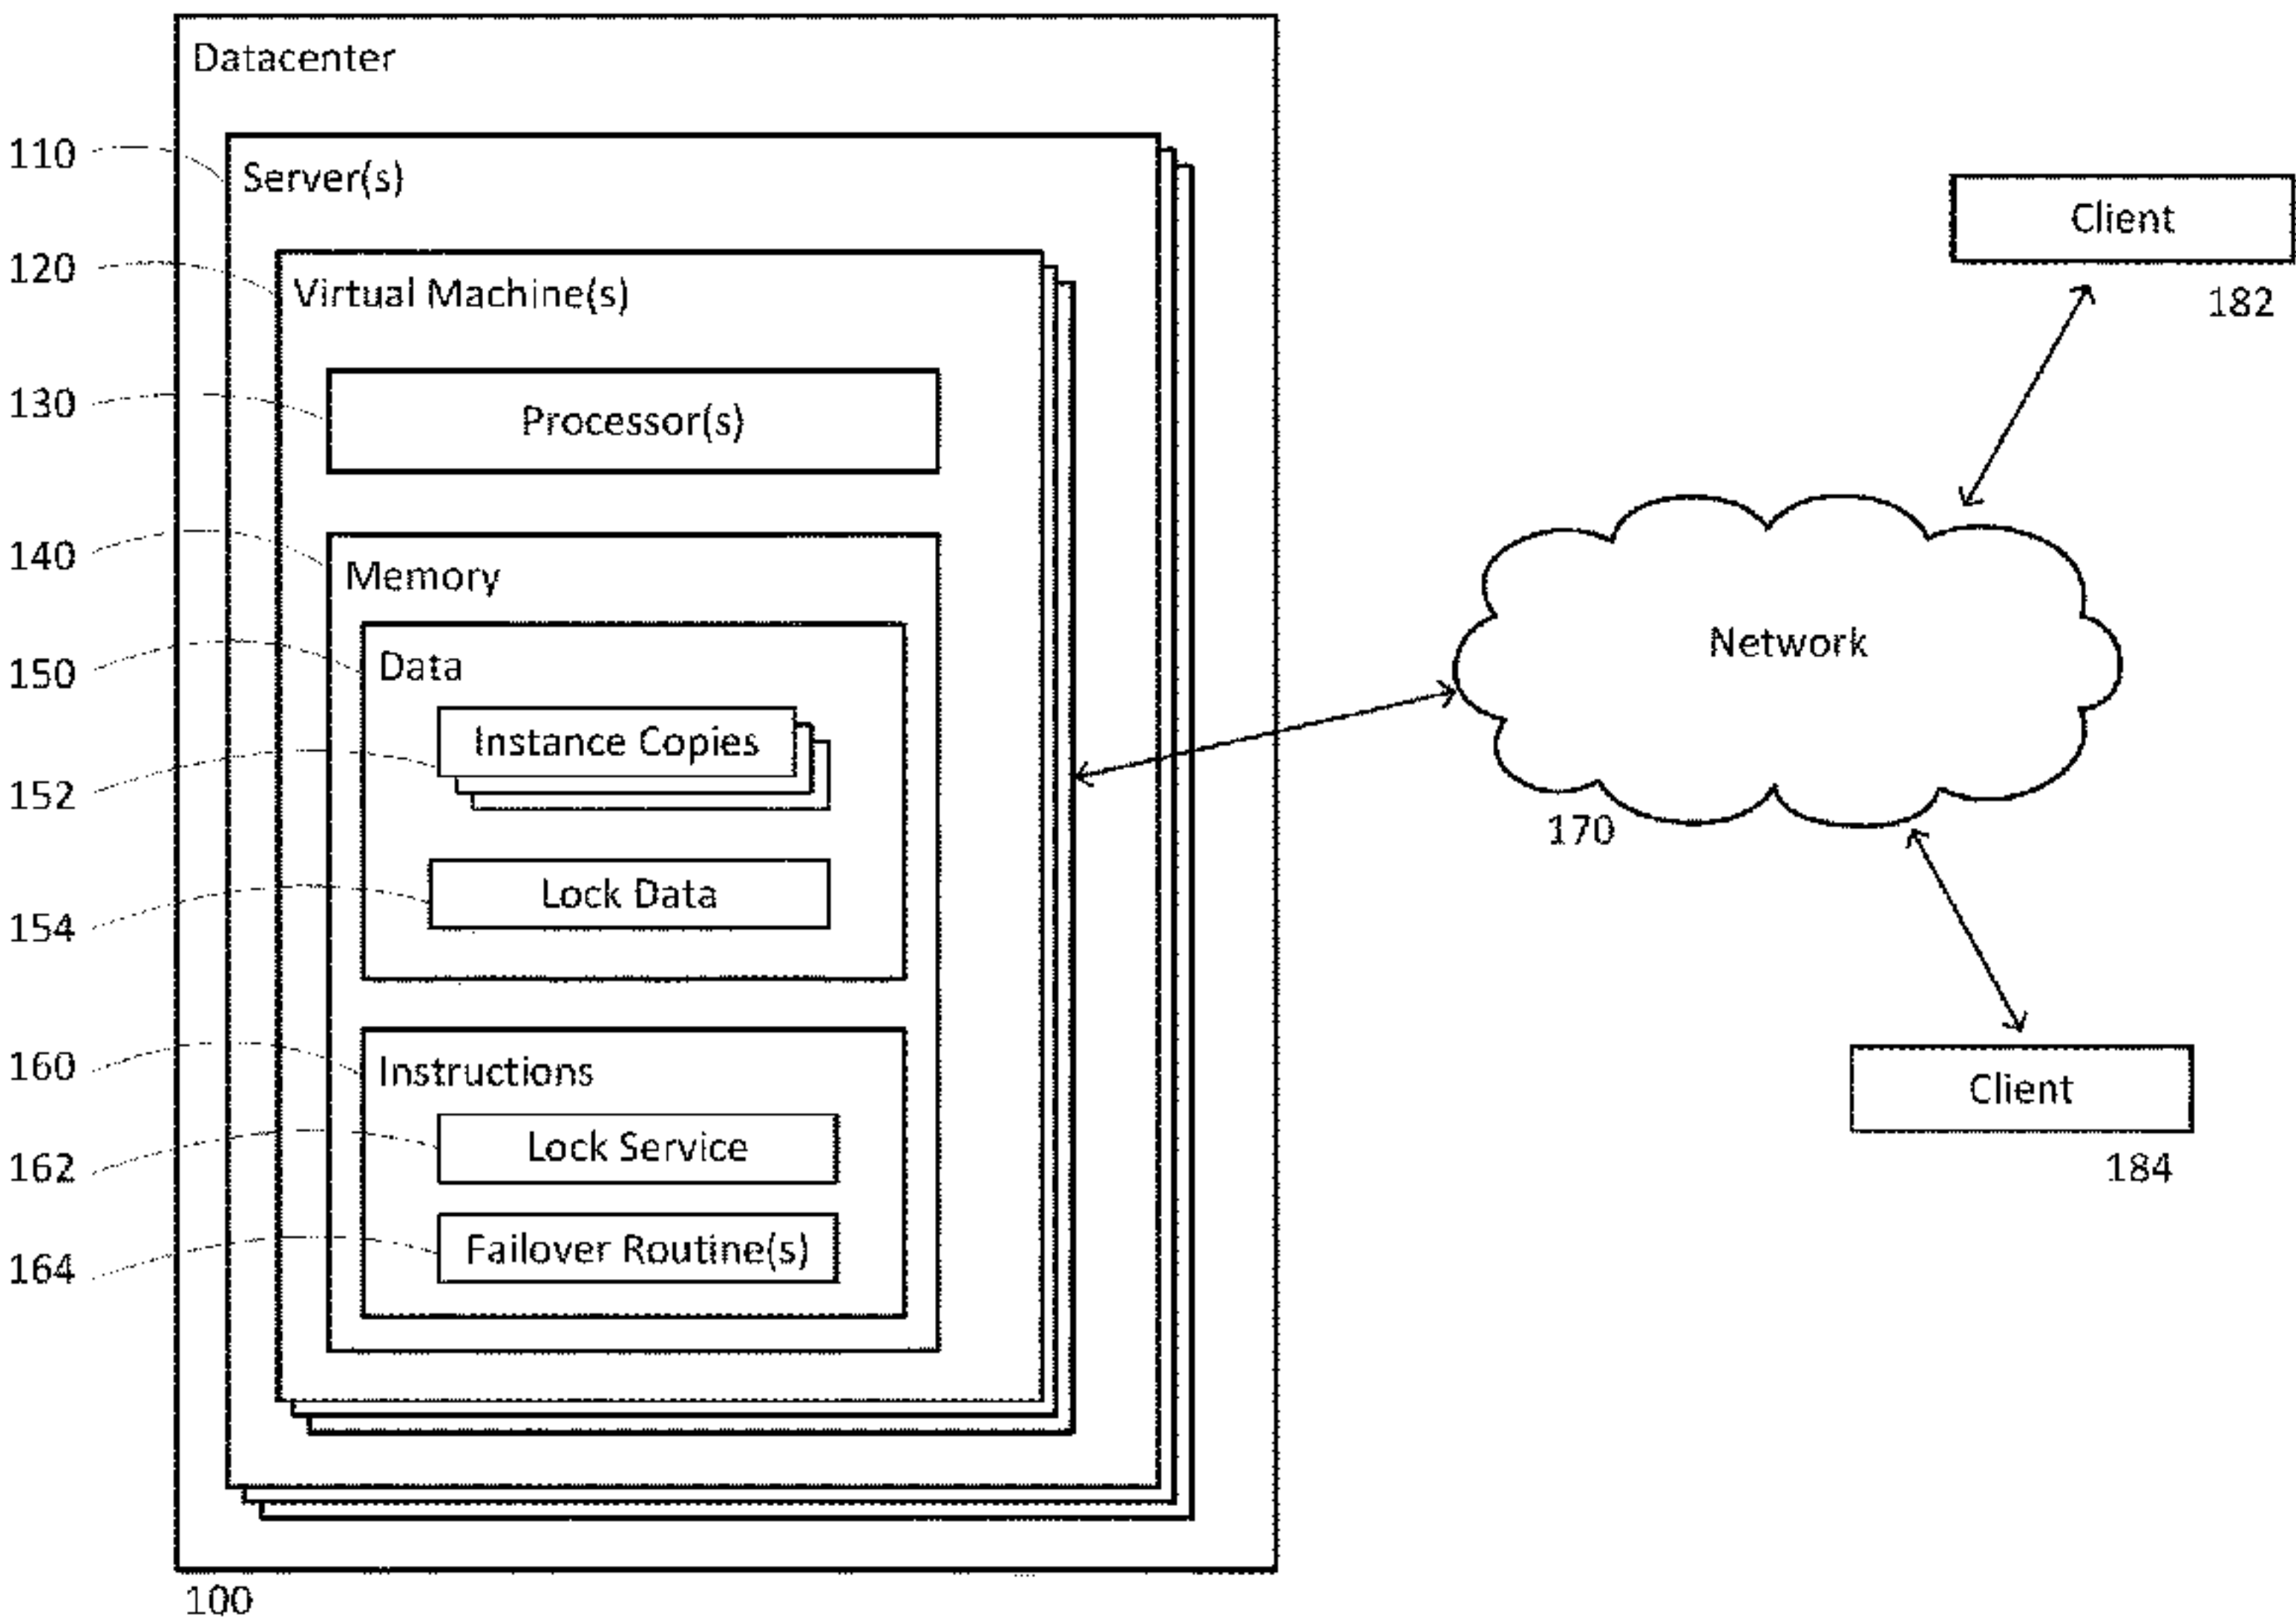 Datacenter
110
Server(s)
120
Virtual Machine(s)
130
Processor(s)
140
Memory
150
Data
152
Instance Copies
154
Lock Data
160
Instructions
162
Lock Service
164
Failover Routine(s)
100
Network
170
Client
182
Client
184